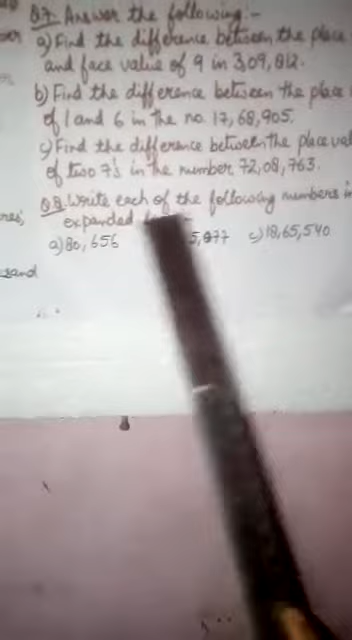 Q7. Answer the following:-
a) Find the difference between the place
and face value of 9 in 3,09,812.
b) Find the difference between the place
of 1 and 6 in the no. 17,68,905.
c) Find the difference between the place val
of two 7's in the number 72,08,763.
Q8. Write each of the following numbers in
expanded
a) 80,656 5,977 c) 18,65,540
sand